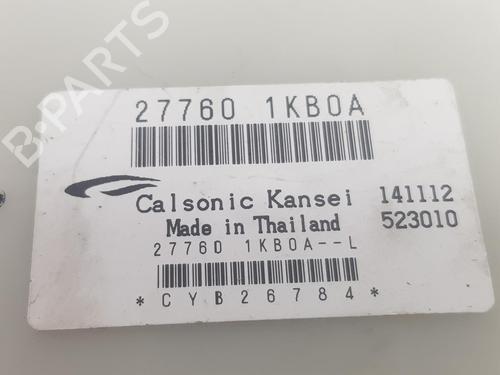 B-PARTS
27760 1KB0A
Calsonic Kansei 141112
Made in Thailand 523010
27760 1KB0A--L
*CYB26784*